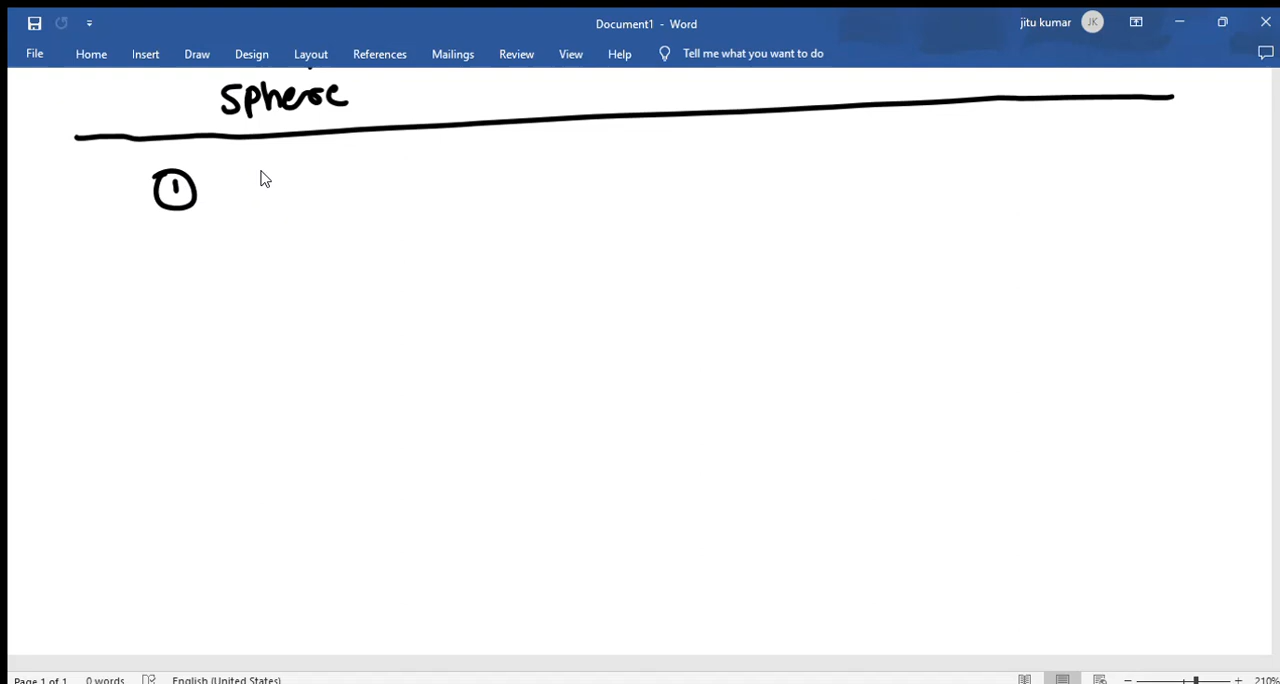 Document1 - Word
jitu kumar
JK
File Home Insert Draw Design Layout References Mailings Review View Help Tell me what you want to do
sphere
1
Page 1 of 1 0 words English (United States) 210%